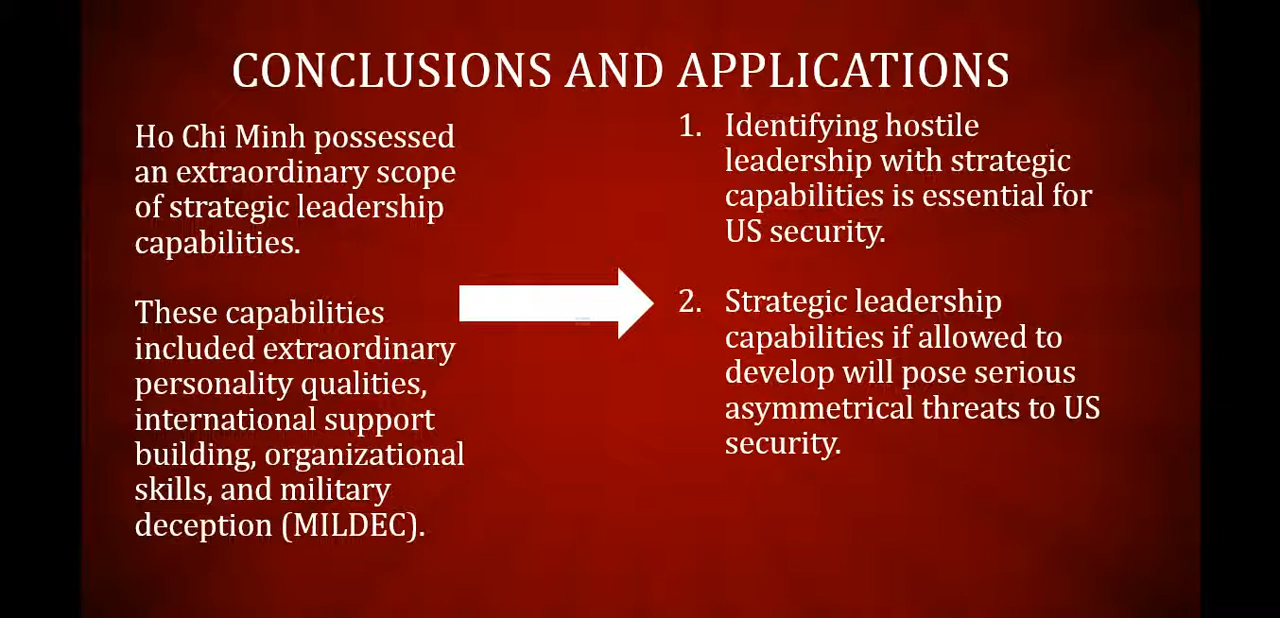 CONCLUSIONS AND APPLICATIONS
Ho Chi Minh possessed
an extraordinary scope
of strategic leadership
capabilities.
These capabilities
included extraordinary
personality qualities,
international support
building, organizational
skills, and military
deception (MILDEC).
1. Identifying hostile
leadership with strategic
capabilities is essential for
US security.
2. Strategic leadership
capabilities if allowed to
develop will pose serious
asymmetrical threats to US
security.